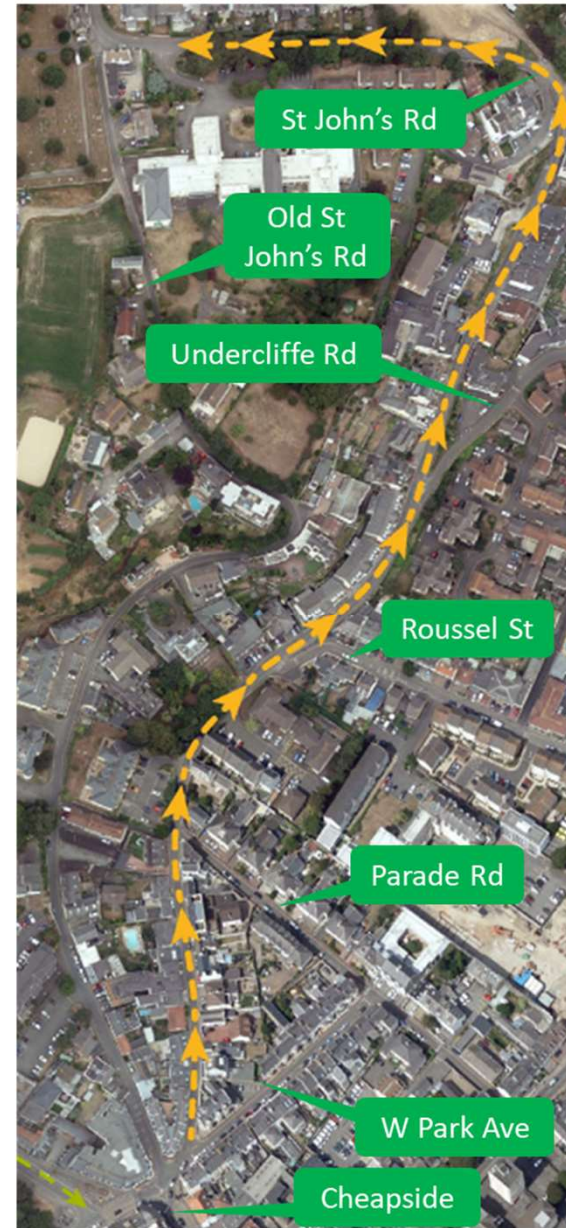 St John’s Rd
Old St
John’s Rd
Undercliffe Rd
Roussel St
Parade Rd
W Park Ave
Cheapside